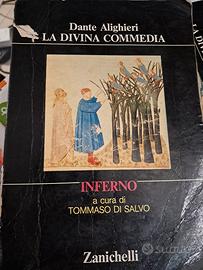 Dante Alighieri
LA DIVINA COMMEDIA
INFERNO
a cura di
TOMMASO DI SALVO
Zanichelli